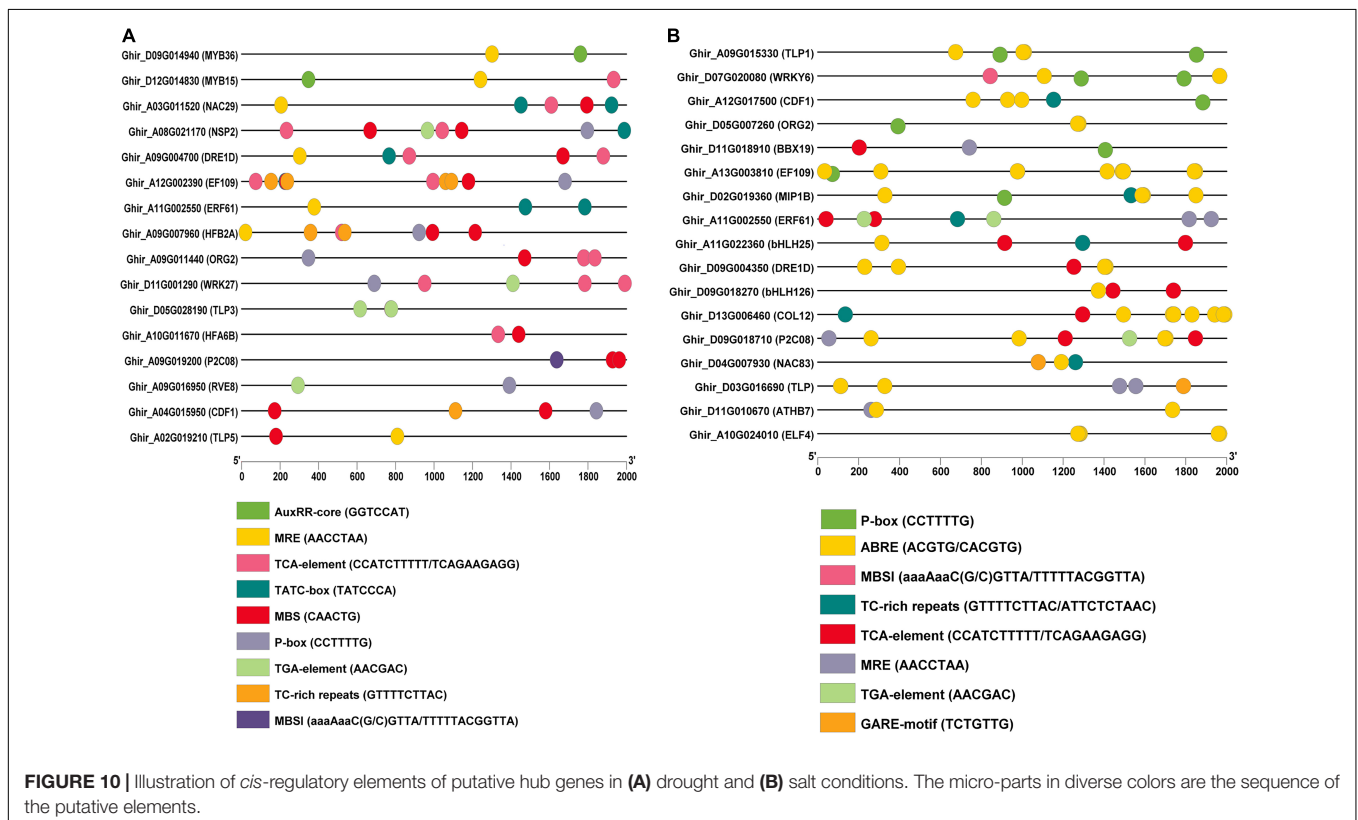 A
Ghir_D09G014940 (MYB36)
Ghir_D12G014830 (MYB15)
Ghir_A03G011520 (NAC29)
Ghir_A08G021170 (NSP2)
Ghir_A09G004700 (DRE1D)
Ghir_A12G002390 (EF109)
Ghir_A11G002550 (ERF61)
Ghir_A09G007960 (HFB2A)
Ghir_A09G011440 (ORG2)
Ghir_D11G001290 (WRK27)
Ghir_D05G028190 (TLP3)
Ghir_A10G011670 (HFA6B)
Ghir_A09G019200 (P2C08)
Ghir_A09G016950 (RVE8)
Ghir_A04G015950 (CDF1)
Ghir_A02G019210 (TLP5)
5' 3'
0 200 400 600 800 1000 1200 1400 1600 1800 2000
AuxRR-core (GGTCCAT)
MRE (AACCTAA)
TCA-element (CCATCTTTTT/TCAGAAGAGG)
TATC-box (TATCCCA)
MBS (CAACTG)
P-box (CCTTTTG)
TGA-element (AACGAC)
TC-rich repeats (GTTTTCTTAC)
MBSI (aaaAaaC(G/C)GTTA/TTTTTACGGTTA)
B
Ghir_A09G015330 (TLP1)
Ghir_D07G020080 (WRKY6)
Ghir_A12G017500 (CDF1)
Ghir_D05G007260 (ORG2)
Ghir_D11G018910 (BBX19)
Ghir_A13G003810 (EF109)
Ghir_D02G019360 (MIP1B)
Ghir_A11G002550 (ERF61)
Ghir_A11G022360 (bHLH25)
Ghir_D09G004350 (DRE1D)
Ghir_D09G018270 (bHLH126)
Ghir_D13G006460 (COL12)
Ghir_D09G018710 (P2C08)
Ghir_D04G007930 (NAC83)
Ghir_D03G016690 (TLP)
Ghir_D11G010670 (ATHB7)
Ghir_A10G024010 (ELF4)
5' 3'
0 200 400 600 800 1000 1200 1400 1600 1800 2000
P-box (CCTTTTG)
ABRE (ACGTG/CACGTG)
MBSI (aaaAaaC(G/C)GTTA/TTTTTACGGTTA)
TC-rich repeats (GTTTTCTTAC/ATTCTCTAAC)
TCA-element (CCATCTTTTT/TCAGAAGAGG)
MRE (AACCTAA)
TGA-element (AACGAC)
GARE-motif (TCTGTTG)
FIGURE 10 | Illustration of cis-regulatory elements of putative hub genes in (A) drought and (B) salt conditions. The micro-parts in diverse colors are the sequence of
the putative elements.